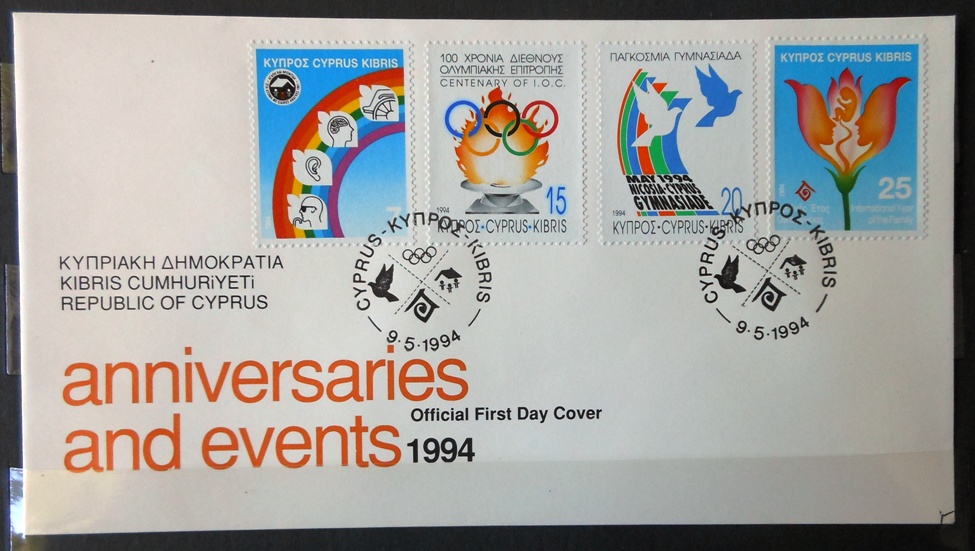 ΚΥΠΡΟΣ CYPRUS KIBRIS
7
100 ΧΡΟΝΙΑ ΔΙΕΘΝΟΥΣ
ΟΛΥΜΠΙΑΚΗΣ ΕΠΙΤΡΟΠΗΣ
CENTENARY OF I.O.C.
15
1994
ΚΥΠΡΟΣ·CYPRUS·KIBRIS
ΠΑΓΚΟΣΜΙΑ ΓΥΜΝΑΣΙΑΔΑ
MAY 1994
NICOSIA·CYPRUS
GYMNASIADE
20
1994
ΚΥΠΡΟΣ·CYPRUS·KIBRIS
ΚΥΠΡΟΣ CYPRUS KIBRIS
1994
25
Έτος International Year
of the Family
ΚΥΠΡΙΑΚΗ ΔΗΜΟΚΡΑΤΙΑ
KIBRIS CUMHURiYETi
REPUBLIC OF CYPRUS
CYPRUS-ΚΥΠΡΟΣ-KIBRIS
9·5·1994
CYPRUS-ΚΥΠΡΟΣ-KIBRIS
9·5·1994
anniversaries
and events 1994
Official First Day Cover